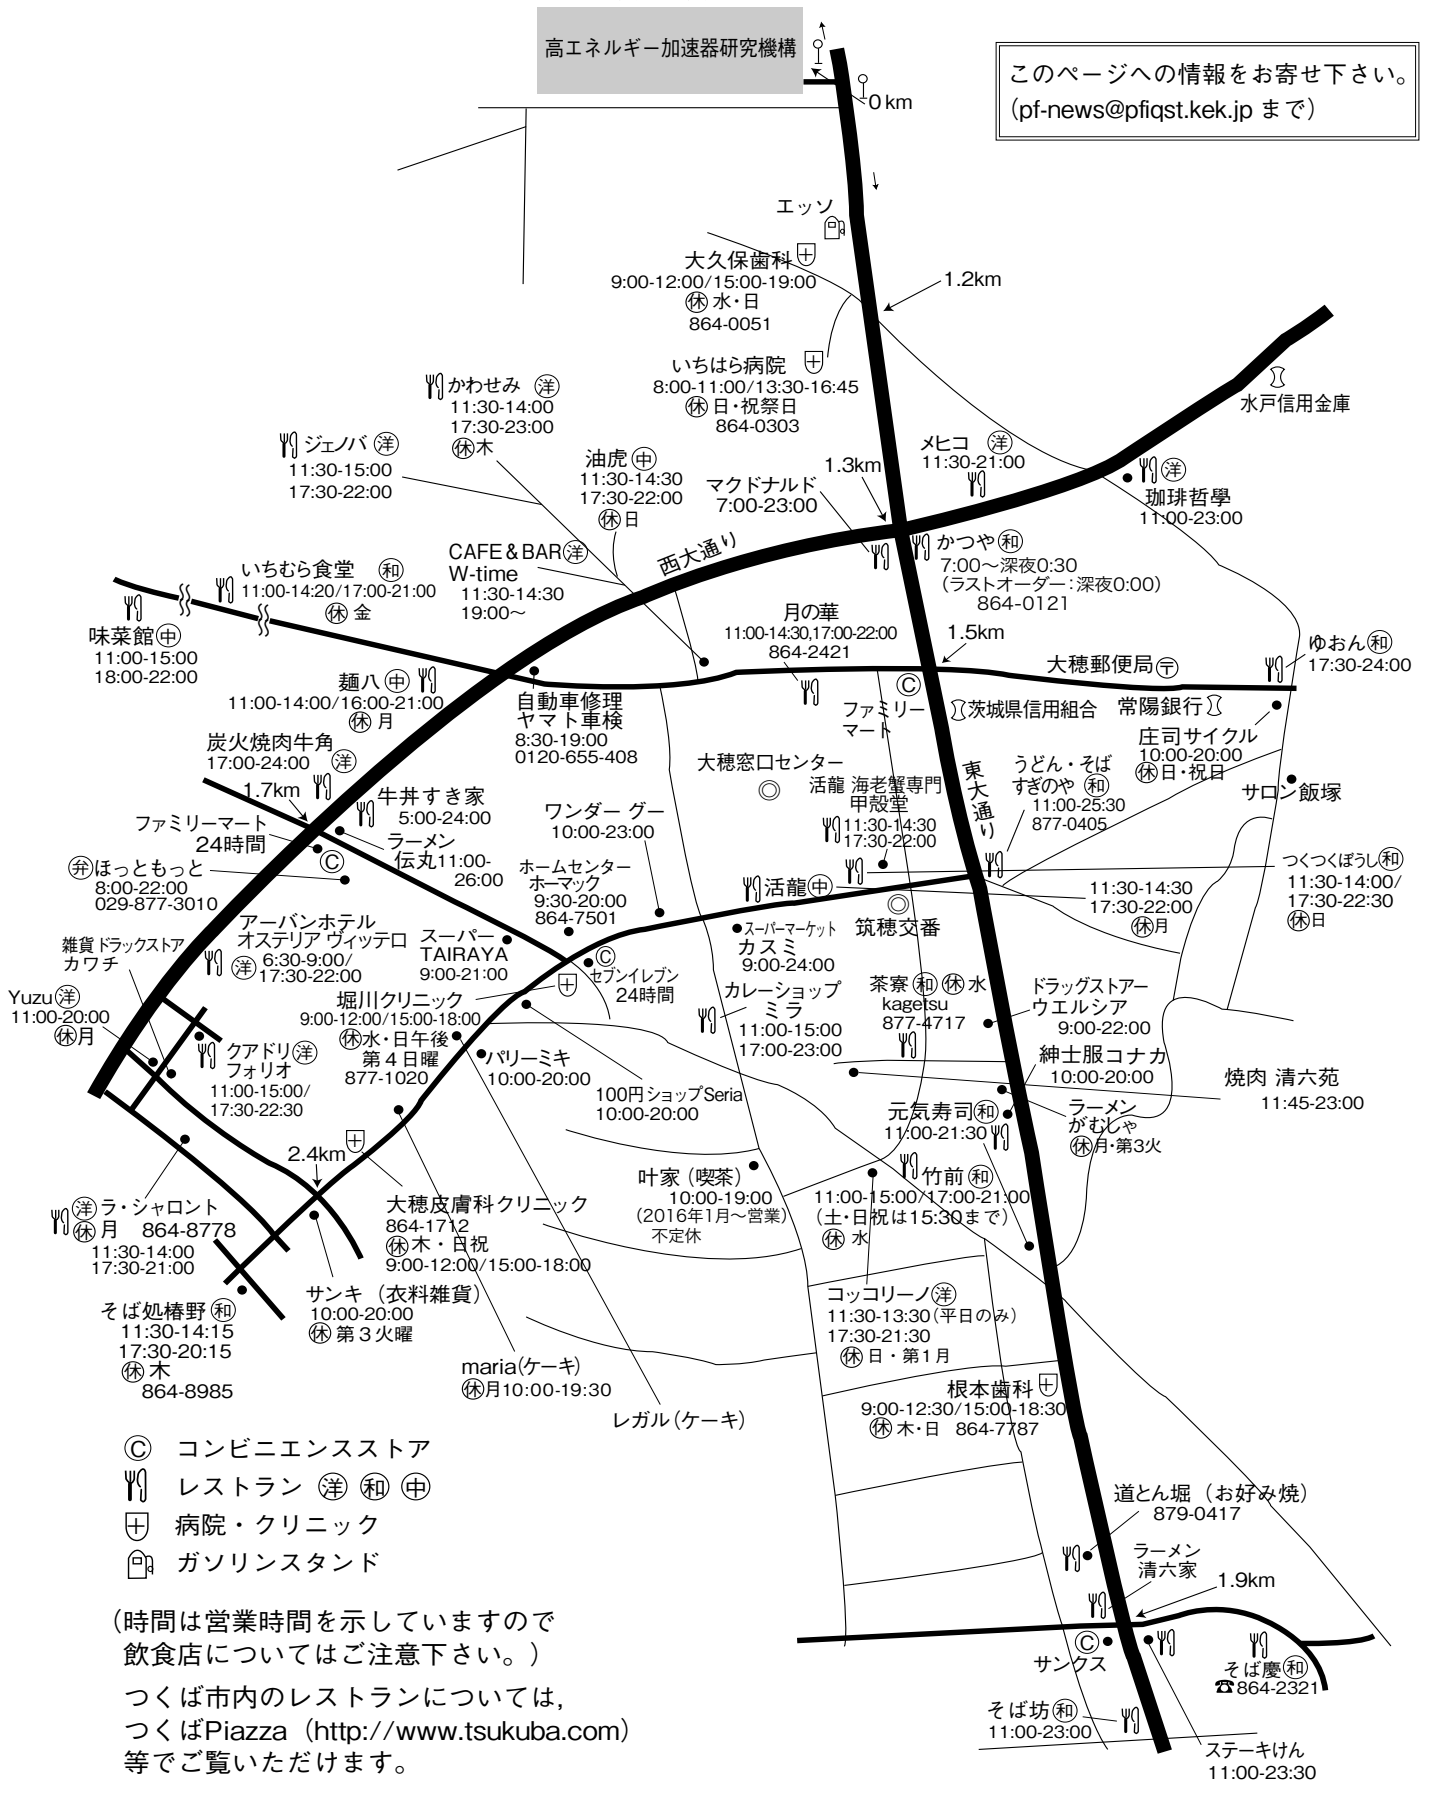 高エネルギー加速器研究機構
このページへの情報をお寄せ下さい。
(pf-news@pfiqst.kek.jp まで)
0 km
エッソ
大久保歯科
9:00-12:00/15:00-19:00
休 水・日
864-0051
1.2km
いちはら病院
8:00-11:00/13:30-16:45
休 日・祝祭日
864-0303
水戸信用金庫
かわせみ 洋
11:30-14:00
17:30-23:00
休 木
ジェノバ 洋
11:30-15:00
17:30-22:00
油虎 中
11:30-14:30
17:30-22:00
休 日
マクドナルド
7:00-23:00
1.3km
メヒコ 洋
11:30-21:00
洋
珈琲哲學
11:00-23:00
西大通り
CAFE & BAR 洋
W-time
11:30-14:30
19:00～
かつや 和
7:00～深夜0:30
(ラストオーダー：深夜0:00)
864-0121
いちむら食堂 和
11:00-14:20/17:00-21:00
休 金
味菜館 中
11:00-15:00
18:00-22:00
月の華
11:00-14:30,17:00-22:00
864-2421
1.5km
大穂郵便局 〒
ゆおん 和
17:30-24:00
麺八 中
11:00-14:00/16:00-21:00
休 月
自動車修理
ヤマト車検
8:30-19:00
0120-655-408
C
ファミリー
マート
茨城県信用組合
常陽銀行
庄司サイクル
10:00-20:00
休 日・祝日
サロン飯塚
炭火焼肉牛角
17:00-24:00 洋
1.7km
大穂窓口センター
東大通り
うどん・そば
すぎのや 和
11:00-25:30
877-0405
活龍 海老蟹専門
甲殻堂
11:30-14:30
17:30-22:00
牛丼すき家
5:00-24:00
ファミリーマート
24時間
C
ラーメン
伝丸11:00-
26:00
ワンダー グー
10:00-23:00
弁 ほっともっと
8:00-22:00
029-877-3010
ホームセンター
ホーマック
9:30-20:00
864-7501
活龍 中
11:30-14:30
17:30-22:00
休 月
つくつくぼうし 和
11:30-14:00/
17:30-22:30
休 日
アーバンホテル
オステリア ヴィッテロ
6:30-9:00/
洋 17:30-22:00
雑貨 ドラックストア
カワチ
スーパー
TAIRAYA
9:00-21:00
スーパーマーケット
カスミ
9:00-24:00
筑穂交番
C
セブンイレブン
24時間
Yuzu 洋
11:00-20:00
休 月
堀川クリニック
9:00-12:00/15:00-18:00
休 水・日午後
第４日曜
877-1020
カレーショップ
ミラ
11:00-15:00
17:00-23:00
茶寮 和 休 水
kagetsu
877-4717
ドラッグストアー
ウエルシア
9:00-22:00
クアドリ 洋
フォリオ
11:00-15:00/
17:30-22:30
パリーミキ
10:00-20:00
100円 ショップSeria
10:00-20:00
紳士服コナカ
10:00-20:00
焼肉 清六苑
11:45-23:00
元気寿司 和
11:00-21:30
ラーメン
がむしゃ
休 月・第3火
2.4km
叶家 (喫茶)
10:00-19:00
(2016年1月～営業)
不定休
竹前 和
11:00-15:00/17:00-21:00
(土・日祝は15:30まで)
休 水
洋 ラ・シャロント
休 月 864-8778
11:30-14:00
17:30-21:00
大穂皮膚科クリニック
864-1712
休 木・日祝
9:00-12:00/15:00-18:00
そば処椿野 和
11:30-14:15
17:30-20:15
休 木
864-8985
サンキ (衣料雑貨)
10:00-20:00
休 第３火曜
コッコリーノ 洋
11:30-13:30 (平日のみ)
17:30-21:30
休 日・第1月
maria(ケーキ)
休 月10:00-19:30
レガル (ケーキ)
根本歯科
9:00-12:30/15:00-18:30
休 木・日 864-7787
C コンビニエンスストア
レストラン 洋 和 中
病院・クリニック
ガソリンスタンド
道とん堀 (お好み焼)
879-0417
ラーメン
清六家
1.9km
C
サンクス
そば慶 和
☎864-2321
そば坊 和
11:00-23:00
ステーキけん
11:00-23:30
(時間は営業時間を示していますので
飲食店についてはご注意下さい。)
つくば市内のレストランについては,
つくばPiazza (http://www.tsukuba.com)
等でご覧いただけます。